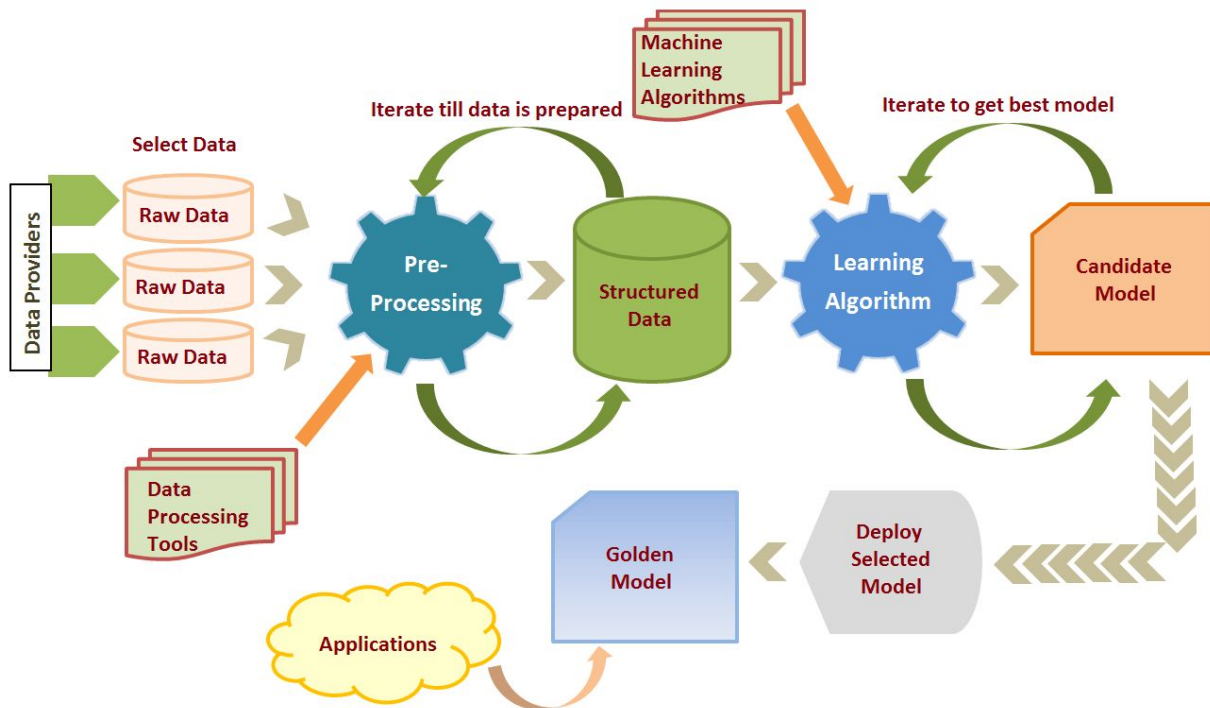 Machine
Learning
Algorithms
Iterate till data is prepared
Iterate to get best model
Select Data
Data Providers
Raw Data
Raw Data
Raw Data
Pre-
Processing
Structured
Data
Learning
Algorithm
Candidate
Model
Data
Processing
Tools
Golden
Model
Deploy
Selected
Model
Applications